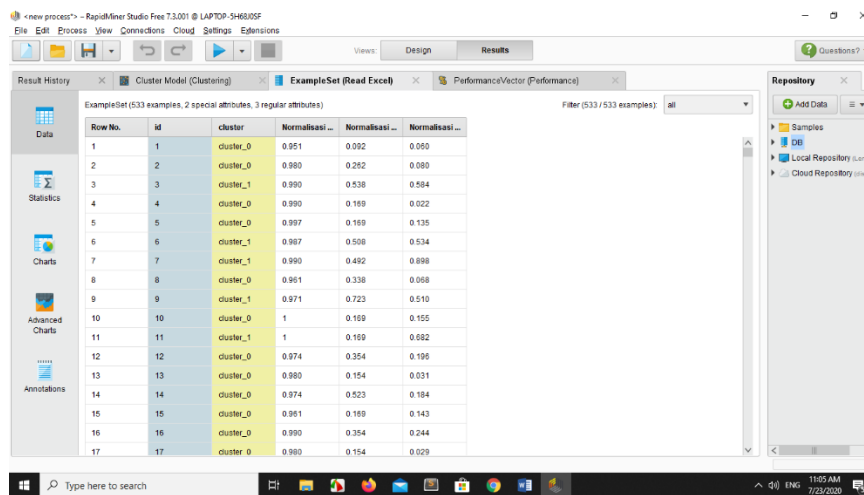 <new process*> – RapidMiner Studio Free 7.3.001 @ LAPTOP-5H68J0SF
File Edit Process View Connections Cloud Settings Extensions
Views: Design Results Questions?
Result History Cluster Model (Clustering) ExampleSet (Read Excel) PerformanceVector (Performance) Repository
ExampleSet (533 examples, 2 special attributes, 3 regular attributes) Filter (533 / 533 examples): all Add Data
Data
Statistics
Charts
Advanced
Charts
Annotations
Row No. id cluster Normalisasi ... Normalisasi ... Normalisasi ...
1 1 cluster_0 0.951 0.092 0.060
2 2 cluster_0 0.980 0.262 0.080
3 3 cluster_1 0.990 0.538 0.584
4 4 cluster_0 0.990 0.169 0.022
5 5 cluster_0 0.997 0.169 0.135
6 6 cluster_1 0.987 0.508 0.534
7 7 cluster_1 0.990 0.492 0.898
8 8 cluster_0 0.961 0.338 0.068
9 9 cluster_1 0.971 0.723 0.510
10 10 cluster_0 1 0.169 0.155
11 11 cluster_1 1 0.169 0.682
12 12 cluster_0 0.974 0.354 0.196
13 13 cluster_0 0.980 0.154 0.031
14 14 cluster_0 0.974 0.523 0.184
15 15 cluster_0 0.961 0.169 0.143
16 16 cluster_0 0.990 0.354 0.244
17 17 cluster_0 0.980 0.154 0.029
Samples
DB
Local Repository
Cloud Repository
Type here to search
ENG 11:05 AM
7/23/2020